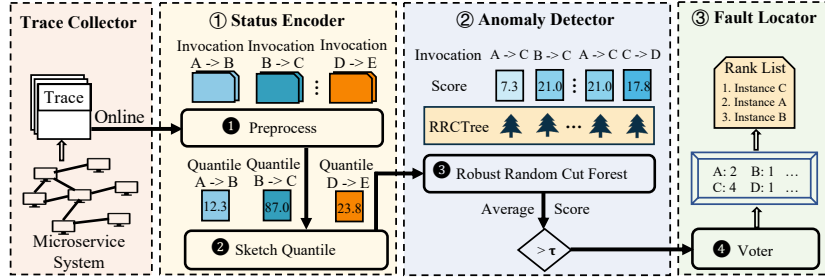 Trace Collector
Trace
Online
Microservice
System
① Status Encoder
Invocation Invocation Invocation
A -> B B -> C D -> E
⋮
❶ Preprocess
Quantile Quantile Quantile
A -> B B -> C D -> E
12.3 87.0 23.8
❷ Sketch Quantile
② Anomaly Detector
Invocation A -> C B -> C A -> C C -> D
Score 7.3 21.0 ⋮ 21.0 17.8
RRCTree ...
❸ Robust Random Cut Forest
Average Score
> τ
③ Fault Locator
Rank List
1. Instance C
2. Instance A
3. Instance B
A: 2 B: 1 ...
C: 4 D: 1 ...
❹ Voter